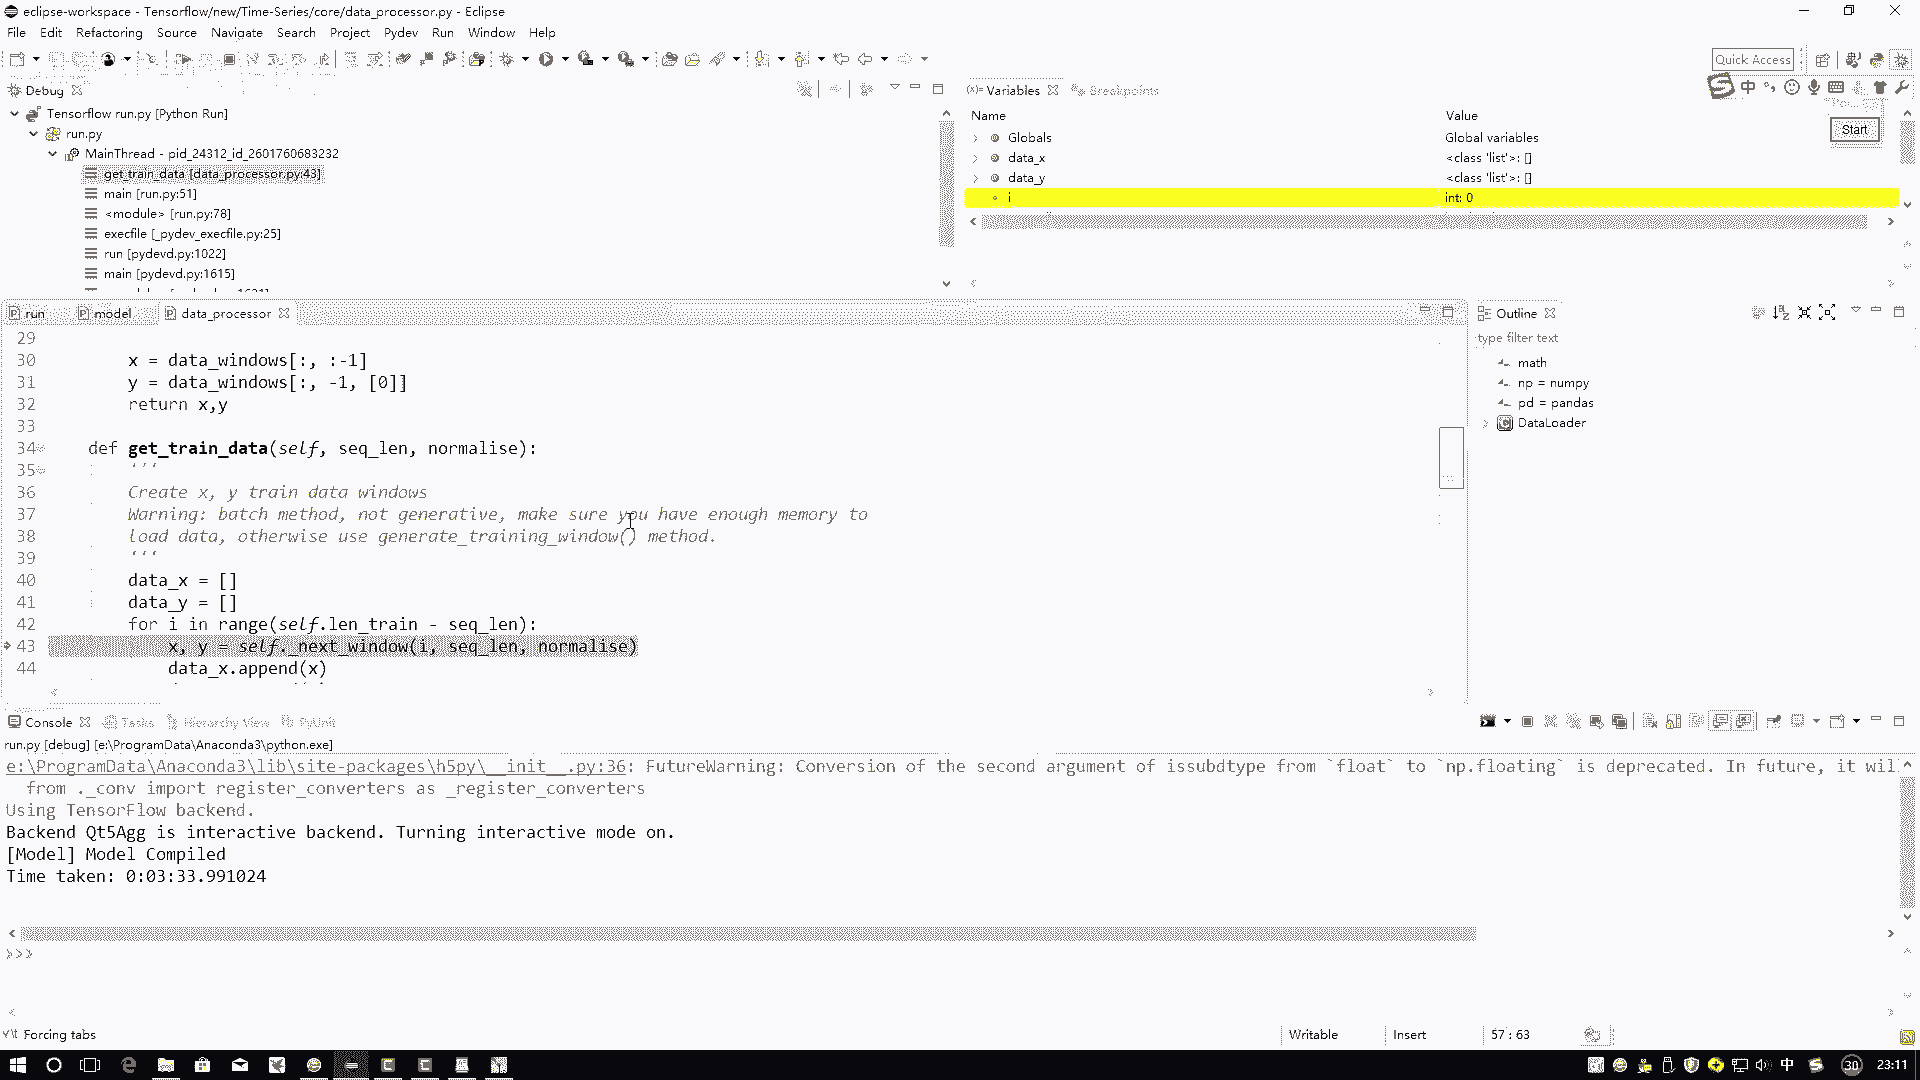 eclipse-workspace - Tensorflow/new/Time-Series/core/data_processor.py - Eclipse
File Edit Refactoring Source Navigate Search Project Pydev Run Window Help
Quick Access
Debug
Tensorflow run.py [Python Run]
run.py
MainThread - pid_24312_id_2601760683232
get_train_data [data_processor.py:43]
main [run.py:51]
<module> [run.py:78]
execfile [_pydev_execfile.py:25]
run [pydevd.py:1022]
main [pydevd.py:1615]
(x)= Variables Breakpoints
中
Name Value
Start
Globals Global variables
data_x <class 'list'>: []
data_y <class 'list'>: []
i int: 0
run model data_processor
29
30 x = data_windows[:, :-1]
31 y = data_windows[:, -1, [0]]
32 return x,y
33
34 def get_train_data(self, seq_len, normalise):
35 '''
36 Create x, y train data windows
37 Warning: batch method, not generative, make sure you have enough memory to
38 load data, otherwise use generate_training_window() method.
39 '''
40 data_x = []
41 data_y = []
42 for i in range(self.len_train - seq_len):
43 x, y = self._next_window(i, seq_len, normalise)
44 data_x.append(x)
Outline
type filter text
math
np = numpy
pd = pandas
DataLoader
Console Tasks Hierarchy View PyUnit
run.py [debug] [e:\ProgramData\Anaconda3\python.exe]
e:\ProgramData\Anaconda3\lib\site-packages\h5py\__init__.py:36: FutureWarning: Conversion of the second argument of issubdtype from `float` to `np.floating` is deprecated. In future, it wil
from ._conv import register_converters as _register_converters
Using TensorFlow backend.
Backend Qt5Agg is interactive backend. Turning interactive mode on.
[Model] Model Compiled
Time taken: 0:03:33.991024
>>>
Forcing tabs Writable Insert 57 : 63
中 30 23:11